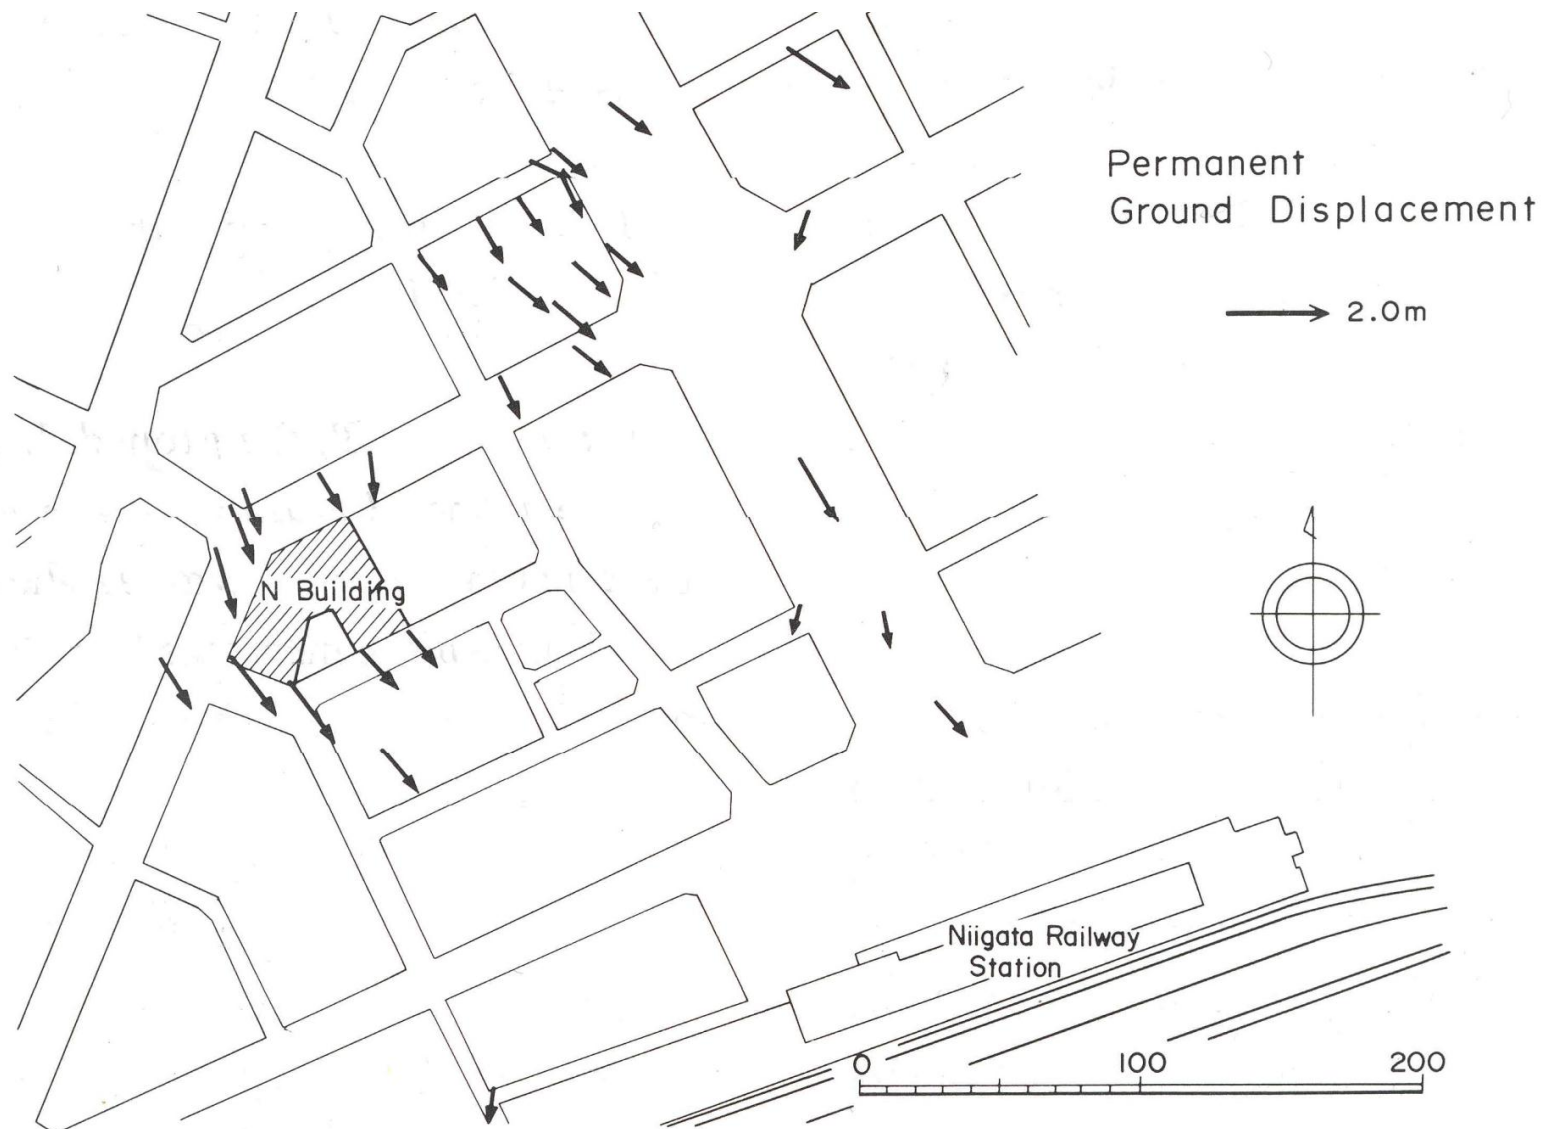 Permanent
Ground Displacement
2.0m
N Building
Niigata Railway
Station
0 100 200